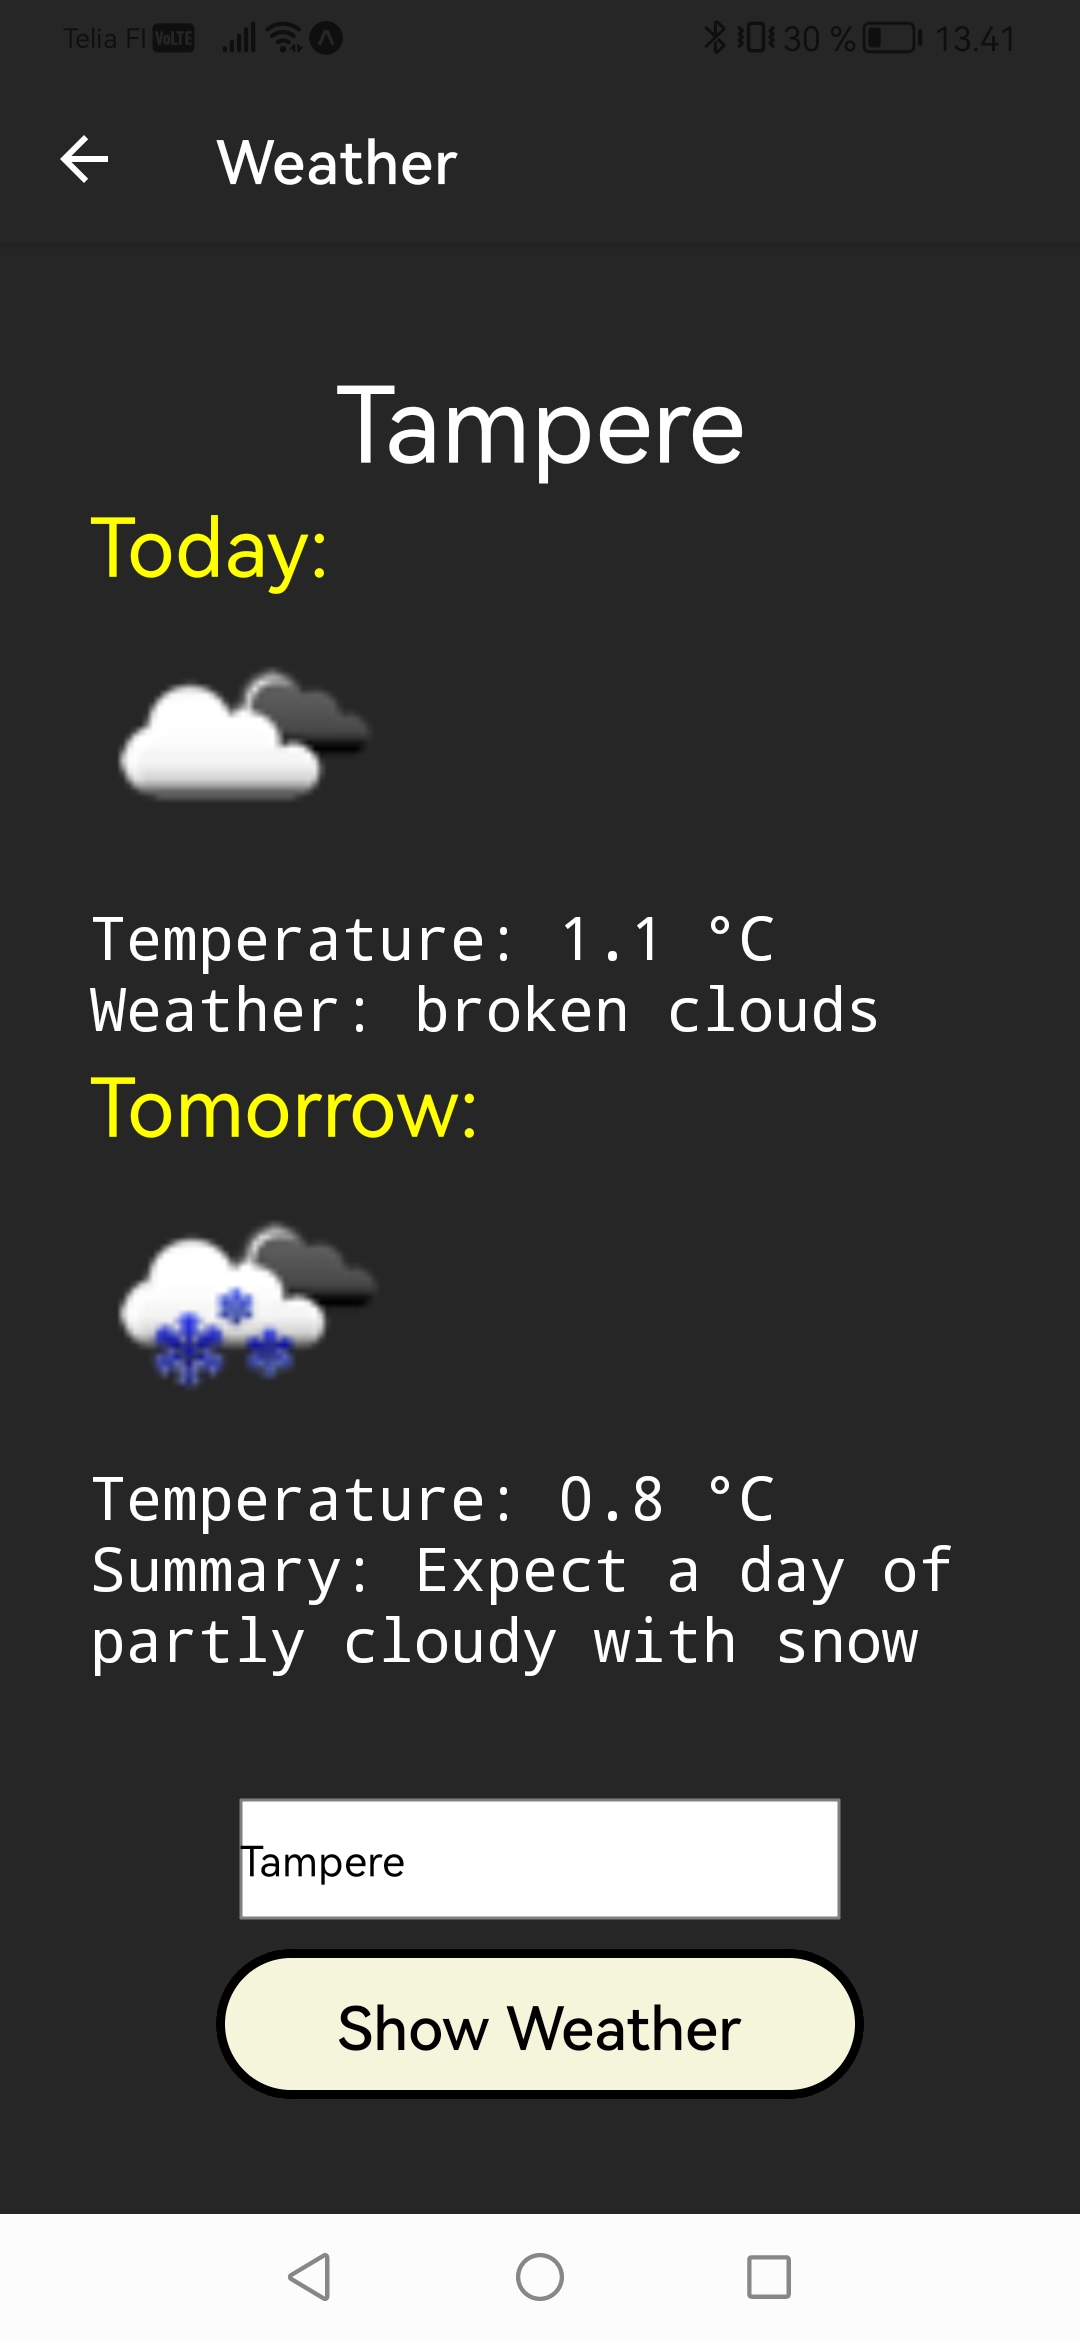 Telia FI VoLTE 30 % 13.41
Weather
Tampere
Today:
Temperature: 1.1 °C
Weather: broken clouds
Tomorrow:
Temperature: 0.8 °C
Summary: Expect a day of
partly cloudy with snow
Tampere
Show Weather